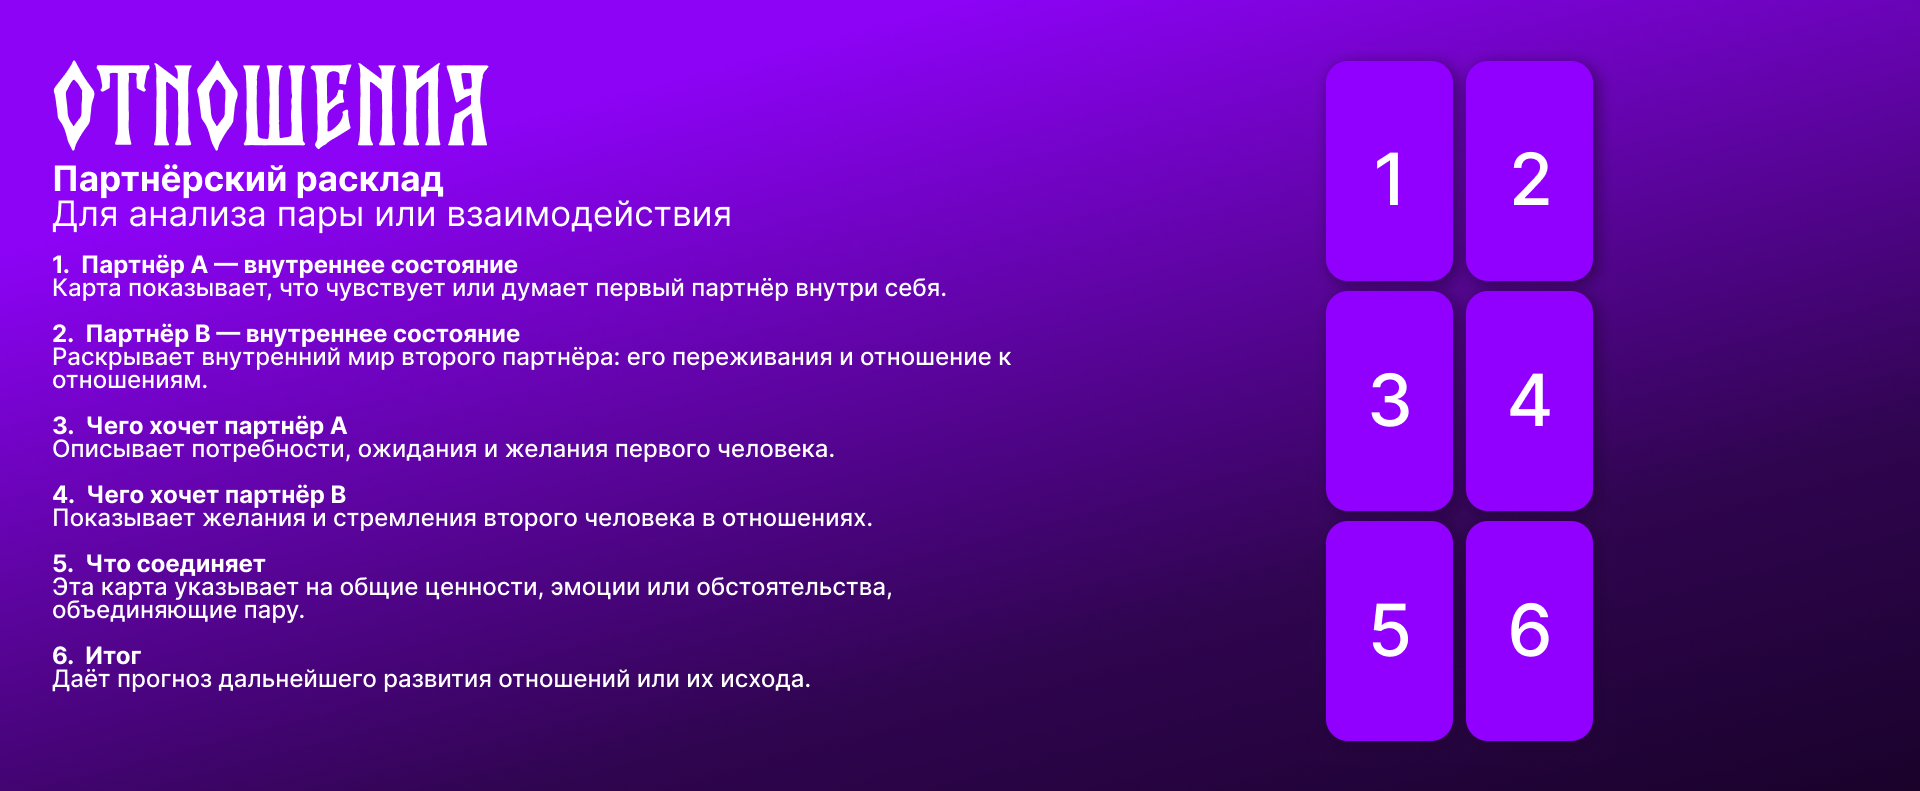 ОТНОШЕНИЯ
Партнёрский расклад
Для анализа пары или взаимодействия
1. Партнёр А — внутреннее состояние
Карта показывает, что чувствует или думает первый партнёр внутри себя.
2. Партнёр В — внутреннее состояние
Раскрывает внутренний мир второго партнёра: его переживания и отношение к
отношениям.
3. Чего хочет партнёр А
Описывает потребности, ожидания и желания первого человека.
4. Чего хочет партнёр В
Показывает желания и стремления второго человека в отношениях.
5. Что соединяет
Эта карта указывает на общие ценности, эмоции или обстоятельства,
объединяющие пару.
6. Итог
Даёт прогноз дальнейшего развития отношений или их исхода.
1 2
3 4
5 6